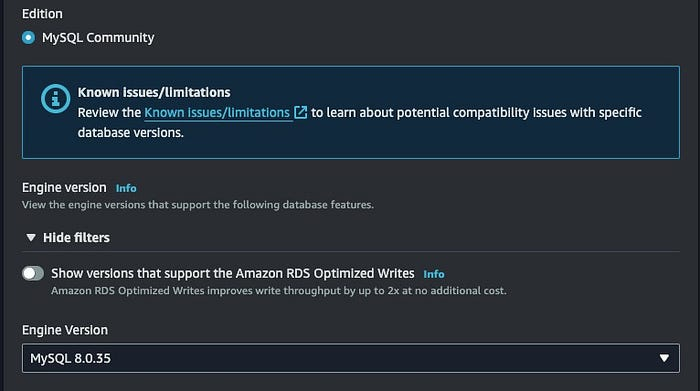 Edition
MySQL Community
Known issues/limitations
Review the Known issues/limitations to learn about potential compatibility issues with specific
database versions.
Engine version Info
View the engine versions that support the following database features.
Hide filters
Show versions that support the Amazon RDS Optimized Writes Info
Amazon RDS Optimized Writes improves write throughput by up to 2x at no additional cost.
Engine Version
MySQL 8.0.35